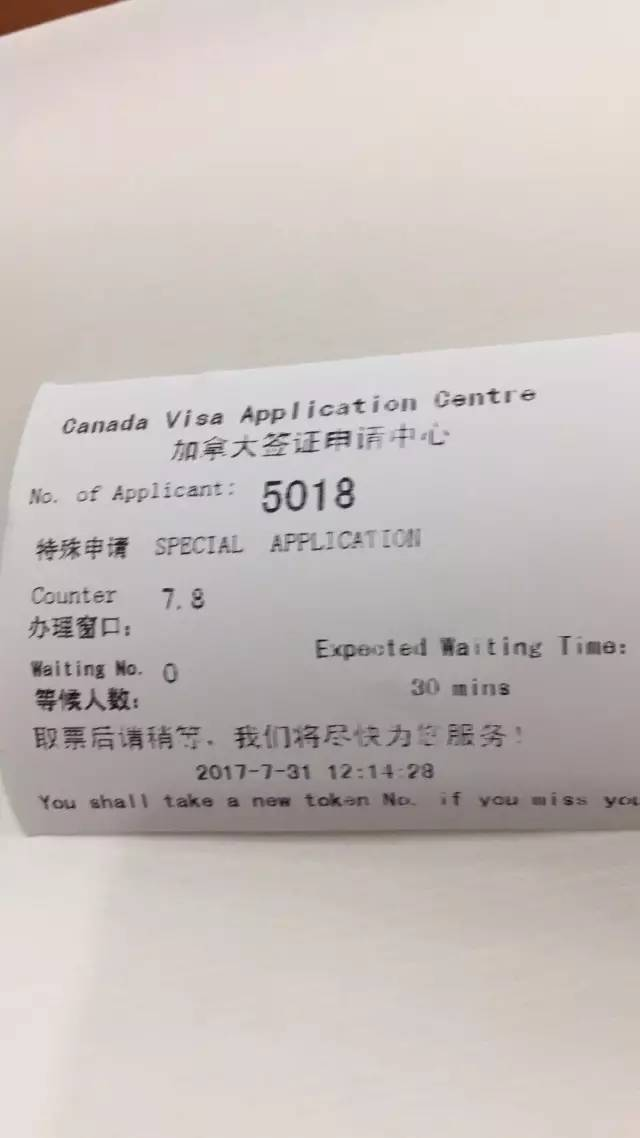 Canada Visa Application Centre
加拿大签证申请中心
No. of Applicant: 5018
特殊申请 SPECIAL APPLICATION
Counter 7.8
办理窗口:
Expected Waiting Time:
Waiting No. 0
30 mins
等候人数:
取票后请稍等，我们将尽快为您服务！
2017-7-31 12:14:28
You shall take a new token No. if you miss you